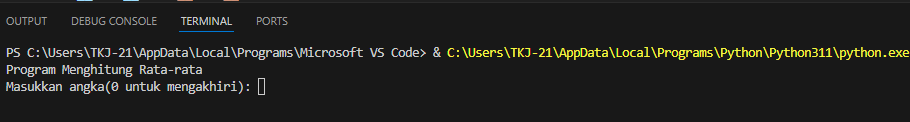 OUTPUT DEBUG CONSOLE TERMINAL PORTS
PS C:\Users\TKJ-21\AppData\Local\Programs\Microsoft VS Code> & C:\Users\TKJ-21\AppData\Local\Programs\Python\Python311\python.exe
Program Menghitung Rata-rata
Masukkan angka(0 untuk mengakhiri):